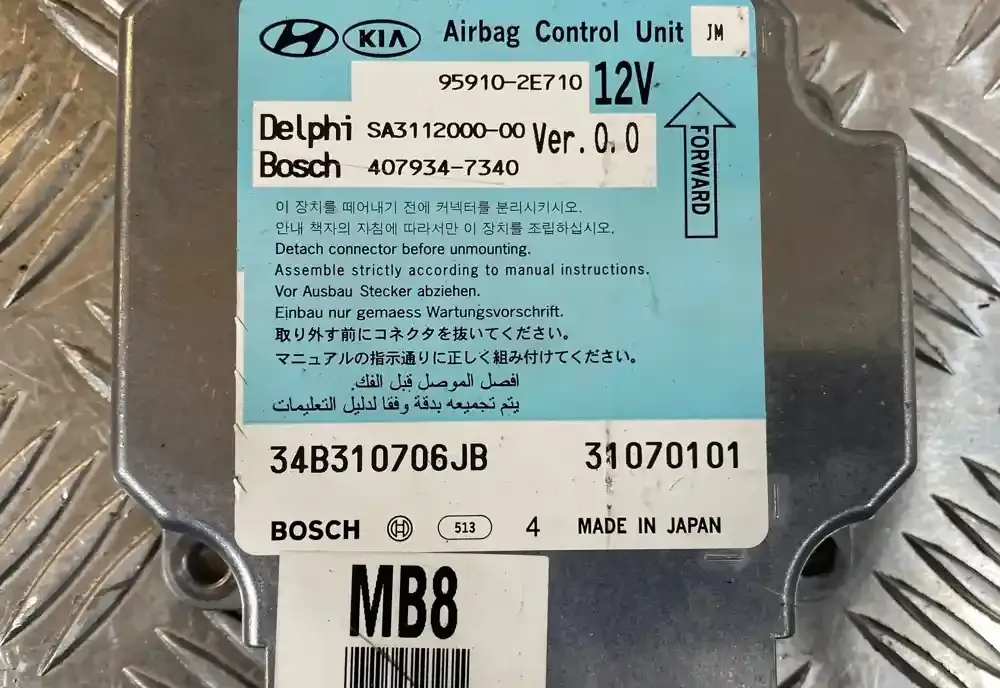 HYUNDAI KIA Airbag Control Unit JM
95910-2E710 12V
Delphi SA3112000-00 Ver. 0.0
Bosch 407934-7340
FORWARD
이 장치를 떼어내기 전에 커넥터를 분리시키시오.
안내 책자의 지침에 따라서만 이 장치를 조립하십시오.
Detach connector before unmounting.
Assemble strictly according to manual instructions.
Vor Ausbau Stecker abziehen.
Einbau nur gemaess Wartungsvorschrift.
取り外す前にコネクタを抜いてください。
マニュアルの指示通りに正しく組み付けてください。
افصل الموصل قبل الفك.
يتم تجميعه بدقة وفقا لدليل التعليمات
34B310706JB 31070101
BOSCH 513 4 MADE IN JAPAN
MB8